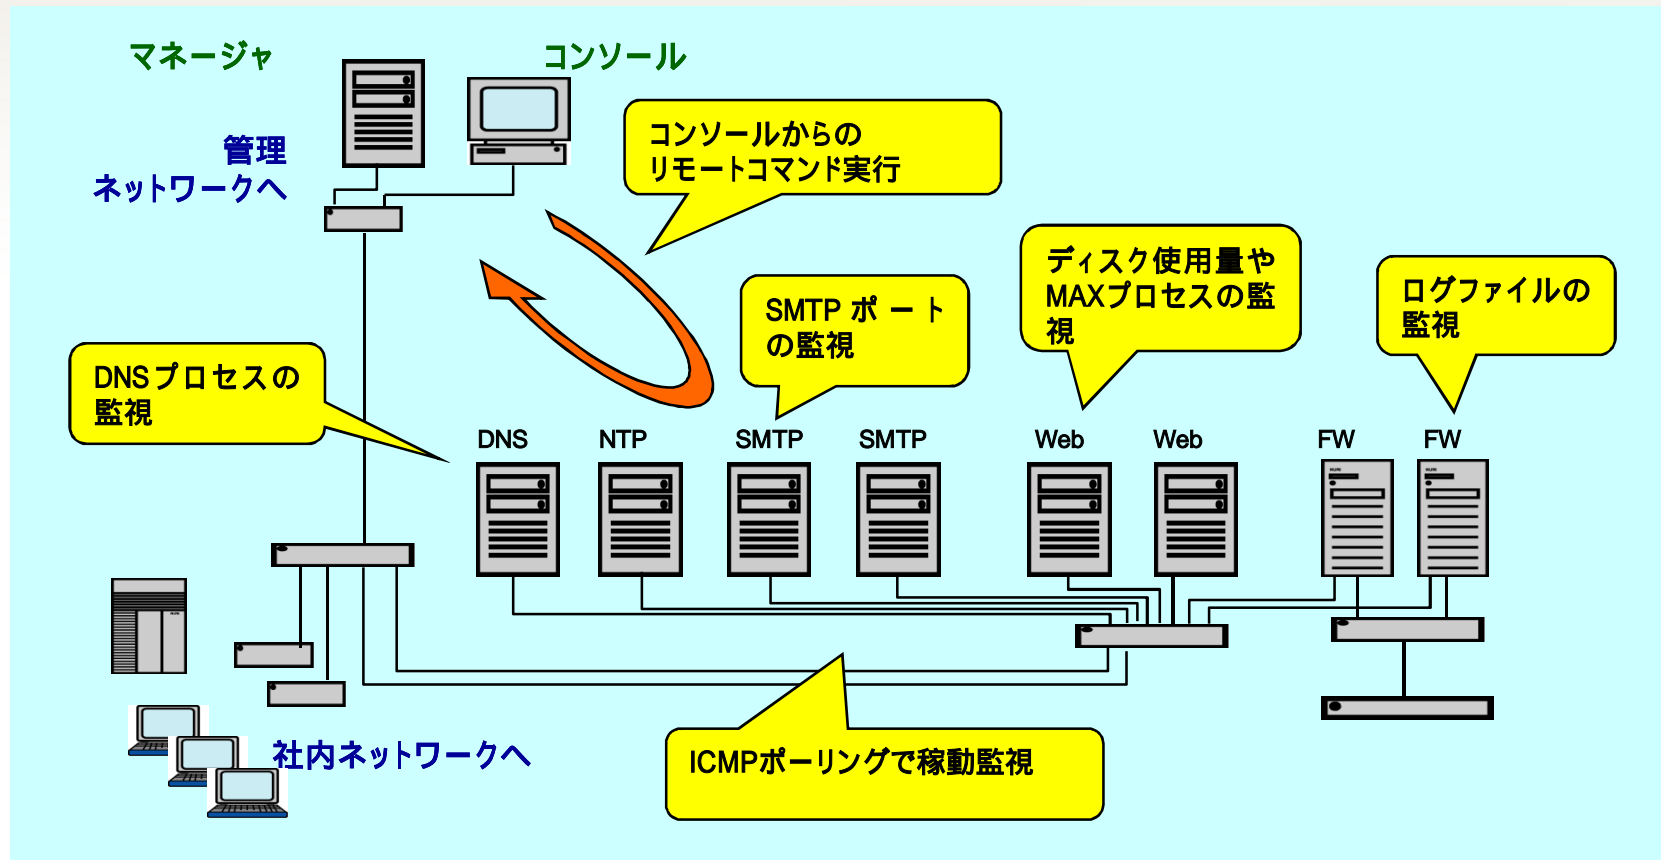 マネージャ
コンソール
管理
ネットワークへ
コンソールからの
リモートコマンド実行
ディスク使用量や
MAXプロセスの監
視
ログファイルの
監視
SMTP ポート
の監視
DNSプロセスの
監視
DNS
NTP
SMTP
SMTP
Web
Web
FW
FW
社内ネットワークへ
ICMPポーリングで稼動監視